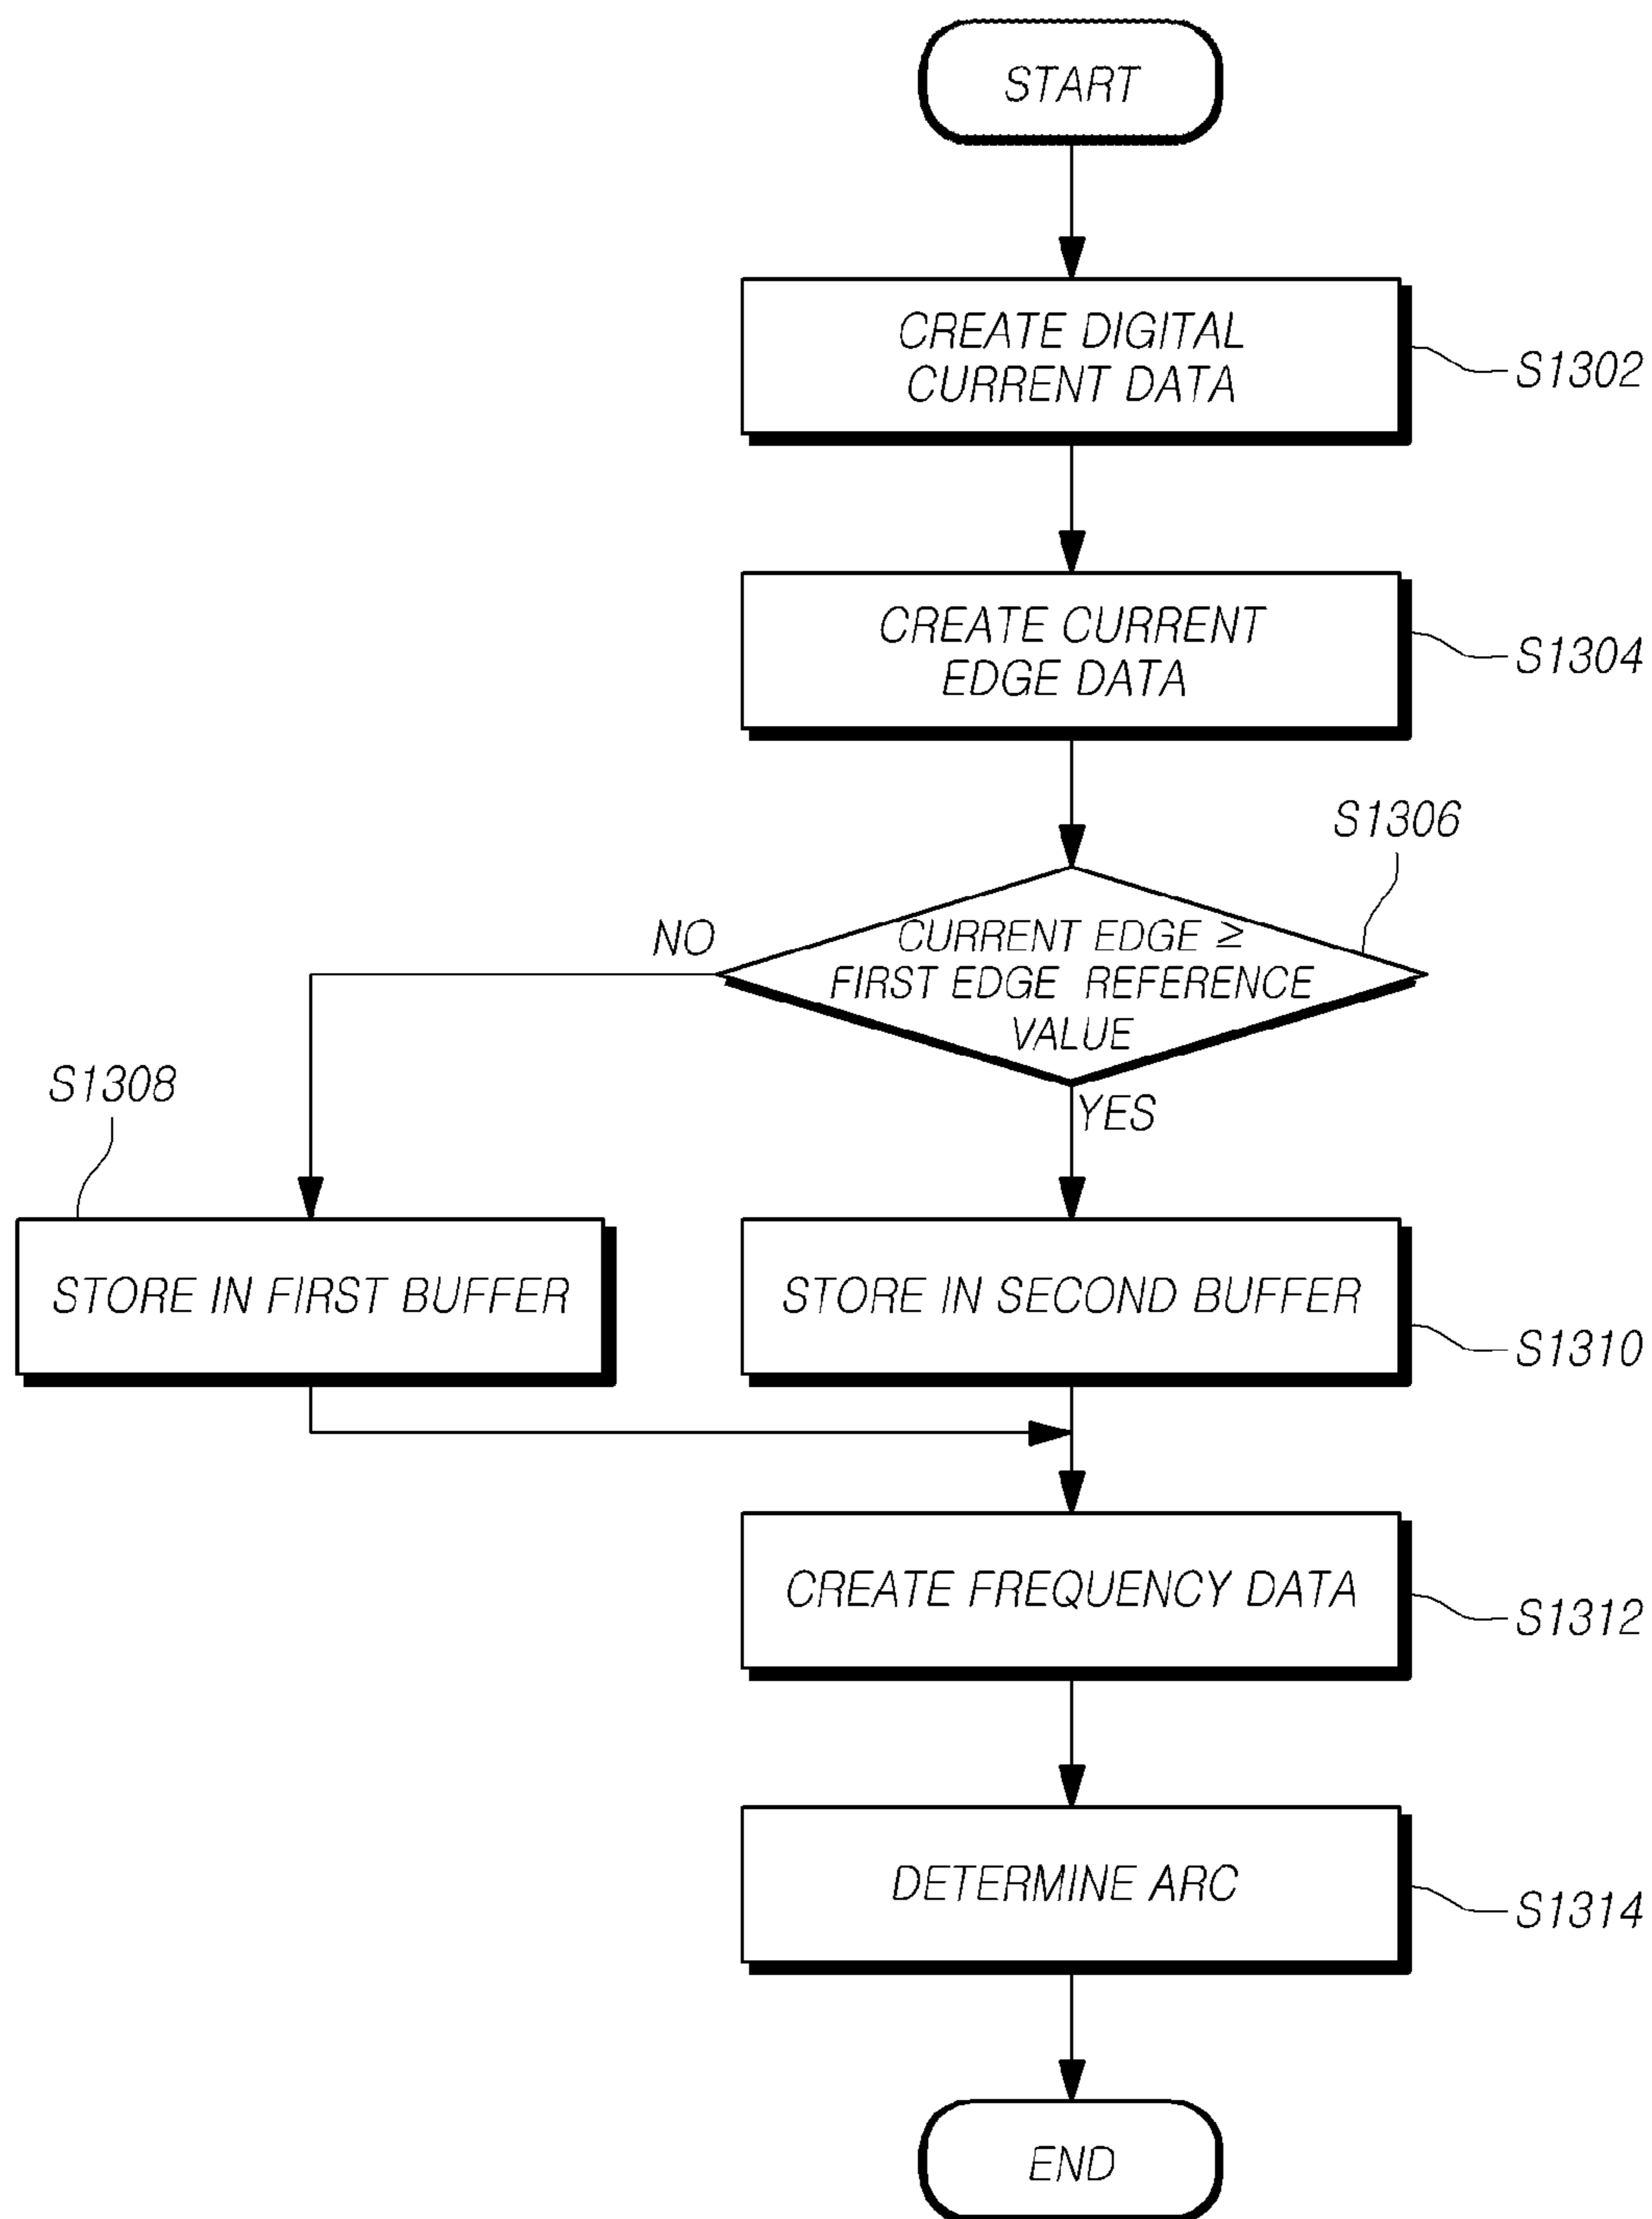 START
CREATE DIGITAL
CURRENT DATA
S1302
CREATE CURRENT
EDGE DATA
S1304
S1306
NO
CURRENT EDGE ≥
FIRST EDGE REFERENCE
VALUE
YES
S1308
STORE IN FIRST BUFFER
STORE IN SECOND BUFFER
S1310
CREATE FREQUENCY DATA
S1312
DETERMINE ARC
S1314
END